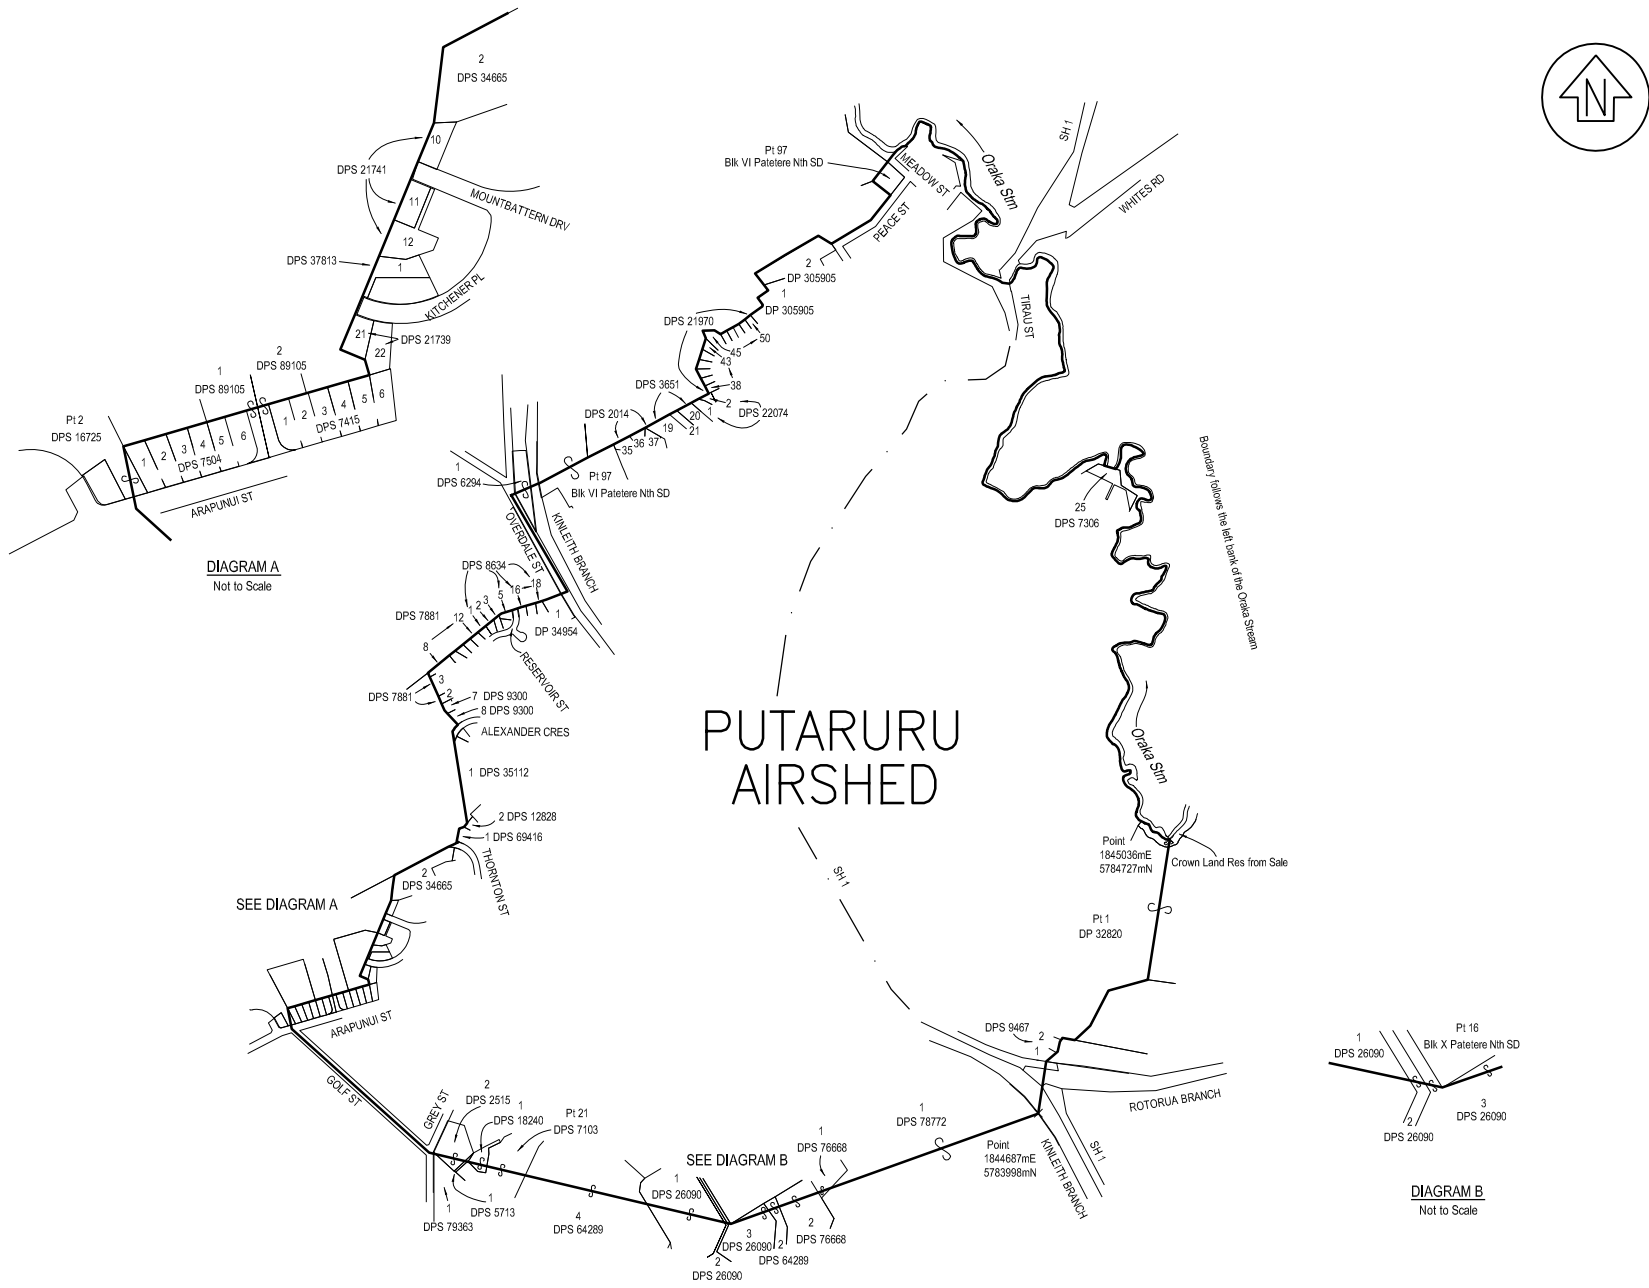 2
DPS 34665
10
DPS 21741
MOUNTBATTERN DRV
11
12
DPS 37813
1
KITCHENER PL
21
DPS 21739
22
2
DPS 89105
1
DPS 89105
Pt 2
DPS 16725
1 2 3 4 5 6
DPS 7504
1 2 3 4 5 6
DPS 7415
ARAPUNUI ST
DIAGRAM A
Not to Scale
N
Pt 97
Blk VI Patetere Nth SD
MEADOW ST
PEACE ST
Oraka Stm
SH 1
WHITES RD
TIRAU ST
2
DP 305905
1
DP 305905
DPS 21970
50
45
43
38
DPS 3651
2
1
DPS 22074
20
21
19
DPS 2014
37
36
35
Pt 97
Blk VI Patetere Nth SD
1
DPS 6294
OVERDALE ST
KINLEITH BRANCH
25
DPS 7306
Boundary follows the left bank of the Oraka Stream
DPS 8634
18
16
5
3
2
1
12
DPS 7881
8
1
DP 34954
RESERVOIR ST
3
DPS 7881
2
7 DPS 9300
8 DPS 9300
ALEXANDER CRES
1 DPS 35112
2 DPS 12828
1 DPS 69416
THORNTON ST
2
DPS 34665
SEE DIAGRAM A
PUTARURU
AIRSHED
Oraka Stm
Point
1845036mE
5784727mN
Crown Land Res from Sale
SH 1
Pt 1
DP 32820
ARAPUNUI ST
GOLF ST
GREY ST
2
DPS 2515
1
DPS 18240
Pt 21
DPS 7103
1
DPS 79363
1
DPS 5713
4
DPS 64289
1
DPS 26090
SEE DIAGRAM B
2
DPS 26090
3
DPS 26090
2
DPS 64289
1
DPS 76668
2
DPS 76668
1
DPS 78772
Point
1844687mE
5783998mN
DPS 9467
2
1
ROTORUA BRANCH
KINLEITH BRANCH
SH 1
1
DPS 26090
Pt 16
Blk X Patetere Nth SD
2
DPS 26090
3
DPS 26090
DIAGRAM B
Not to Scale